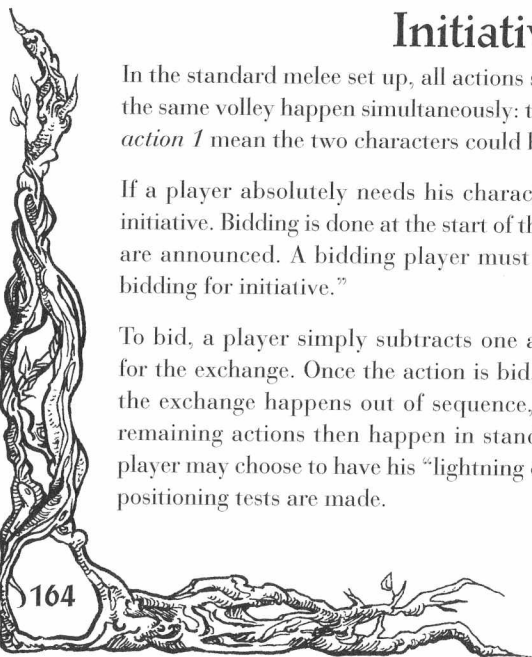 Initiativ
In the standard melee set up, all actions
the same volley happen simultaneously:
action 1 mean the two characters could
If a player absolutely needs his charac
initiative. Bidding is done at the start of th
are announced. A bidding player must
bidding for initiative.”
To bid, a player simply subtracts one a
for the exchange. Once the action is bid
the exchange happens out of sequence,
remaining actions then happen in stand
player may choose to have his “lightning
positioning tests are made.
164